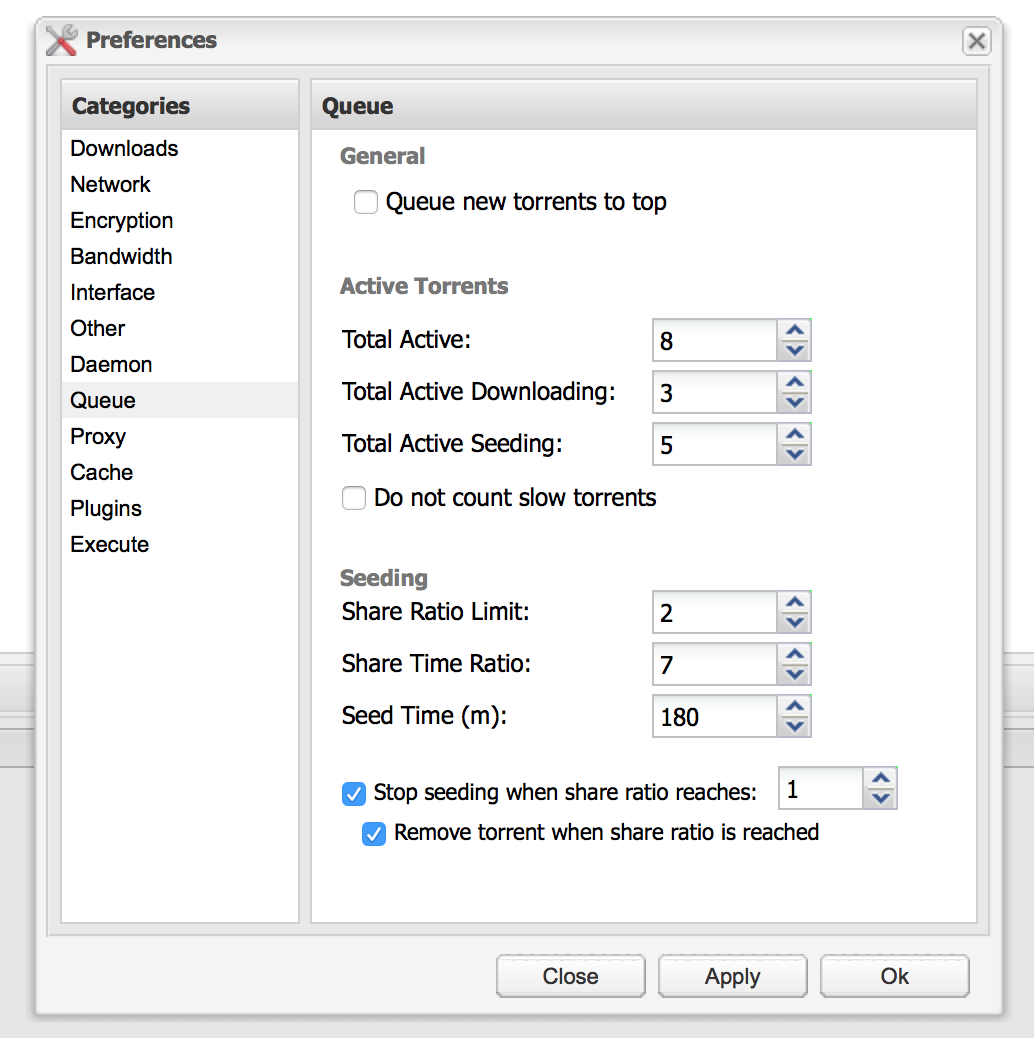 Preferences
Categories
Downloads
Network
Encryption
Bandwidth
Interface
Other
Daemon
Queue
Proxy
Cache
Plugins
Execute
Queue
General
Queue new torrents to top
Active Torrents
Total Active: 8
Total Active Downloading: 3
Total Active Seeding: 5
Do not count slow torrents
Seeding
Share Ratio Limit: 2
Share Time Ratio: 7
Seed Time (m): 180
Stop seeding when share ratio reaches: 1
Remove torrent when share ratio is reached
Close Apply Ok